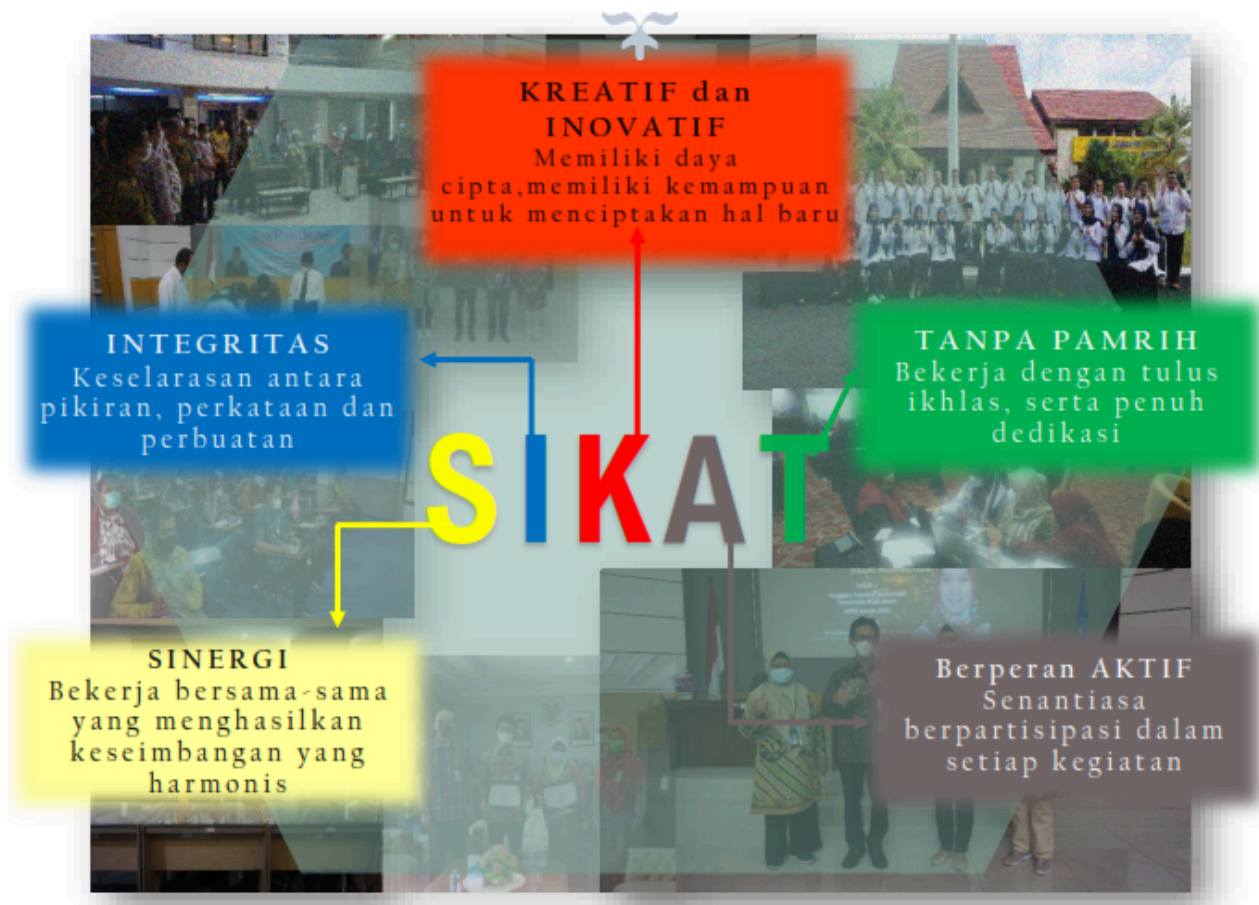 KREATIF dan
INOVATIF
Memiliki daya
cipta,memiliki kemampuan
untuk menciptakan hal baru
INTEGRITAS
Keselarasan antara
pikiran, perkataan dan
perbuatan
TANPA PAMRIH
Bekerja dengan tulus
ikhlas, serta penuh
dedikasi
SIKAT
SINERGI
Bekerja bersama-sama
yang menghasilkan
keseimbangan yang
harmonis
Berperan AKTIF
Senantiasa
berpartisipasi dalam
setiap kegiatan